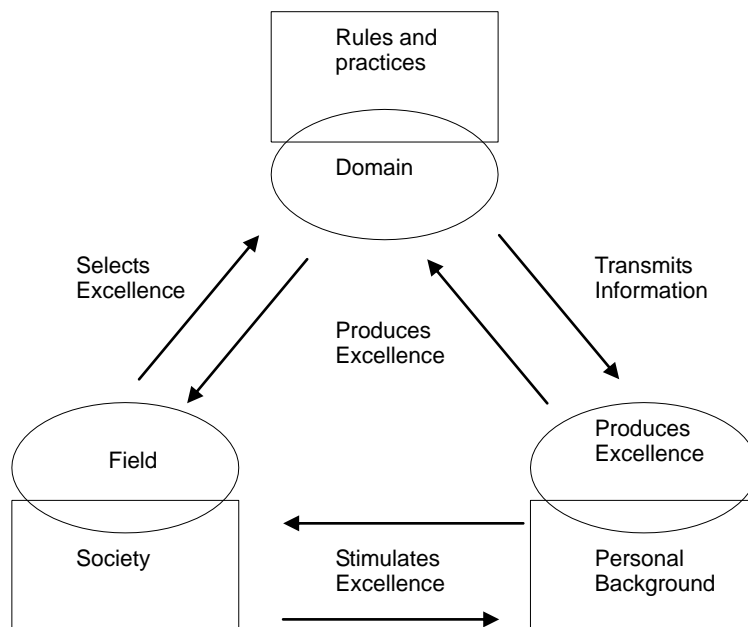 Rules and
practices
Domain
Selects
Excellence
Transmits
Information
Produces
Excellence
Field
Produces
Excellence
Society
Stimulates
Excellence
Personal
Background